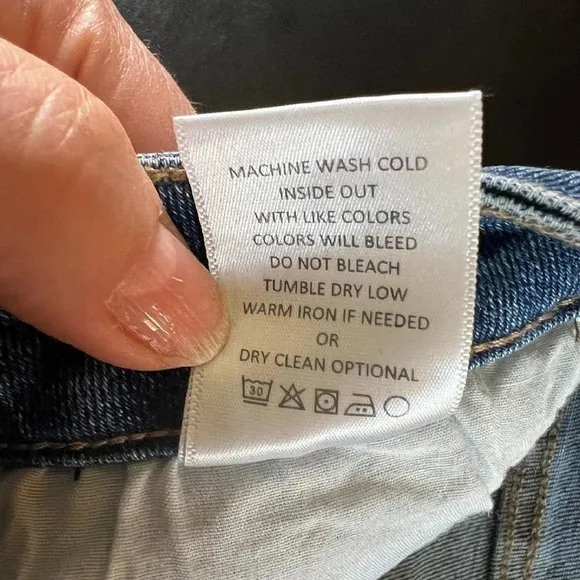 MACHINE WASH COLD
INSIDE OUT
WITH LIKE COLORS
COLORS WILL BLEED
DO NOT BLEACH
TUMBLE DRY LOW
WARM IRON IF NEEDED
OR
DRY CLEAN OPTIONAL
30